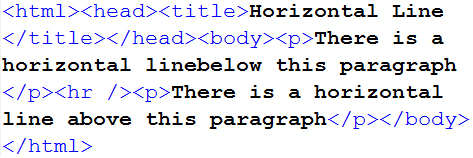 <html><head><title>Horizontal Line
</title></head><body><p>There is a
horizontal linebelow this paragraph
</p><hr /><p>There is a horizontal
line above this paragraph</p></body>
</html>